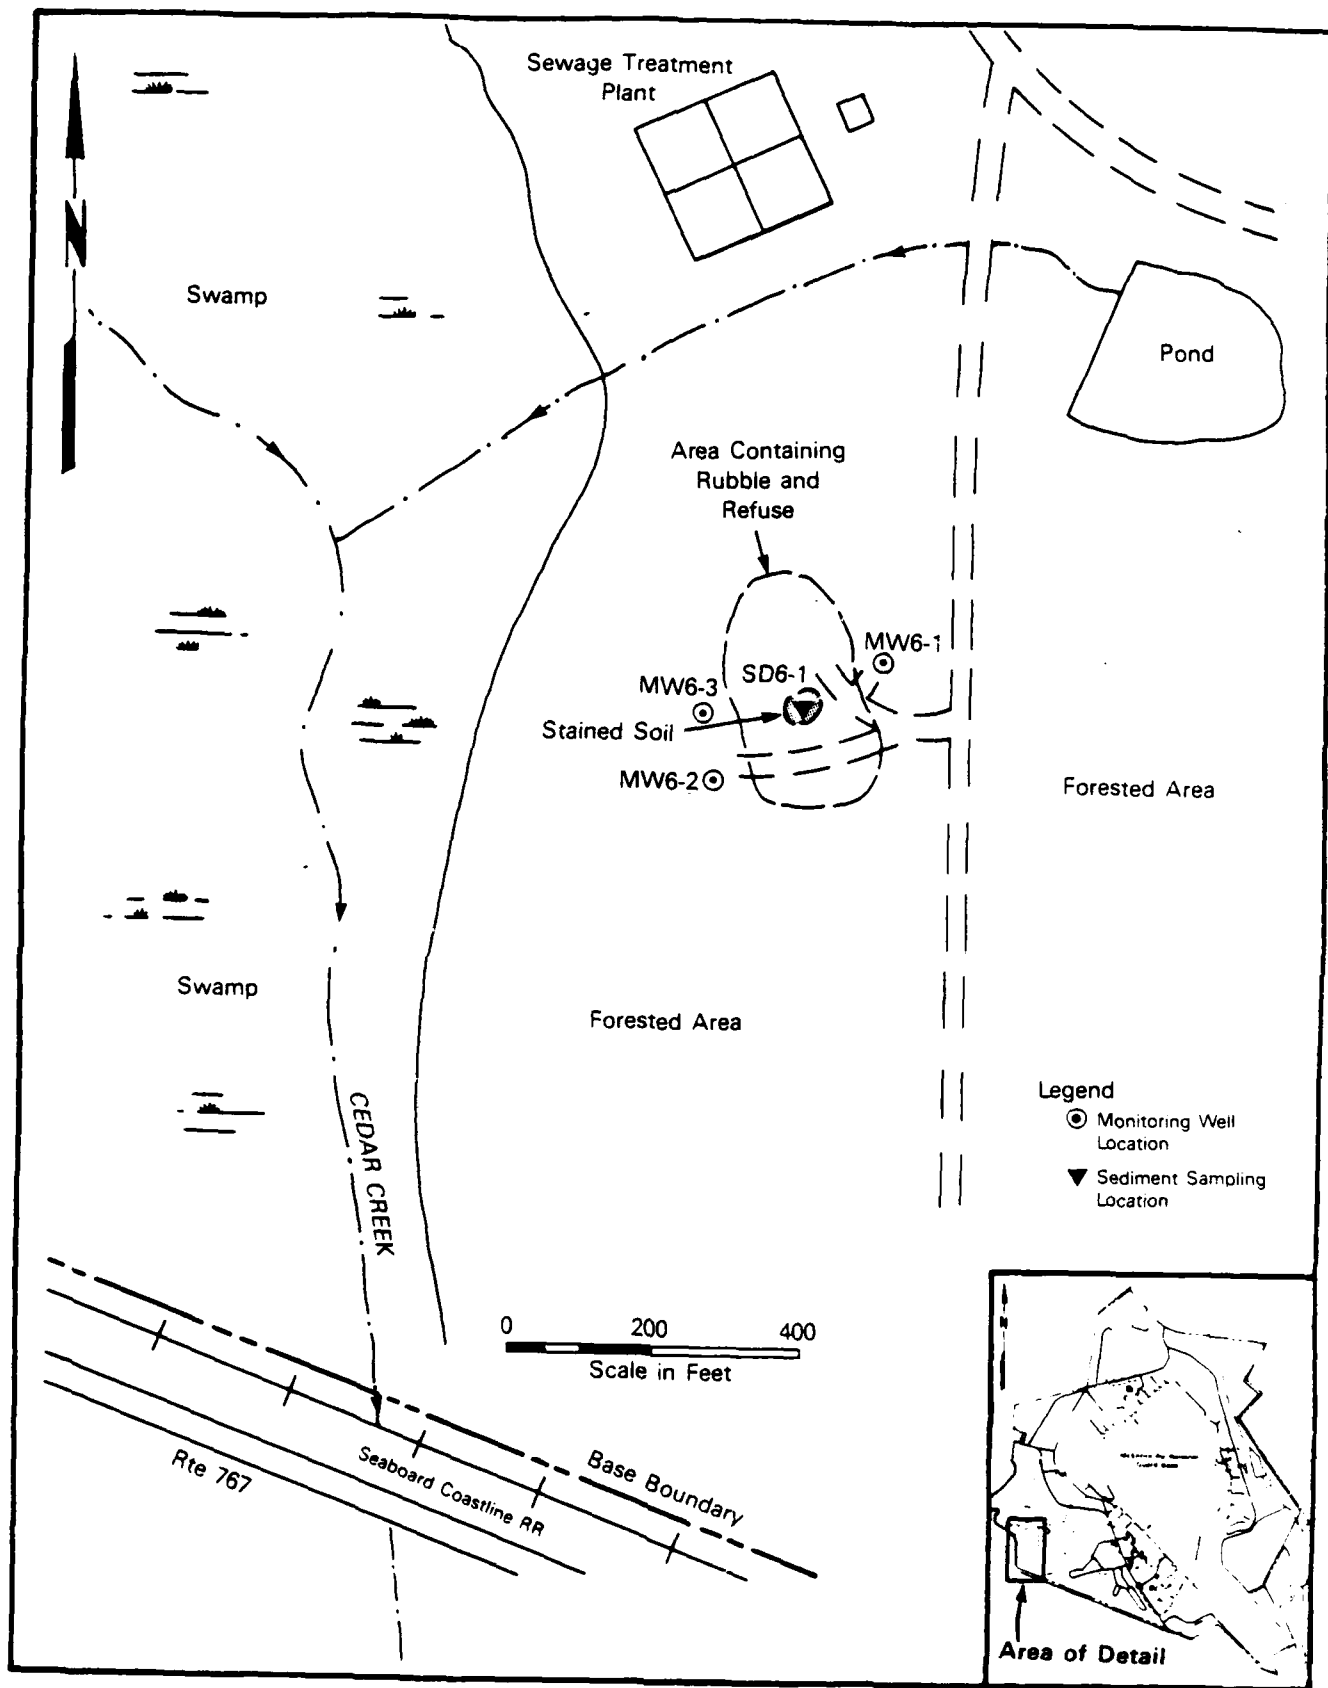 Sewage Treatment
Plant
N
Swamp
Pond
Area Containing
Rubble and
Refuse
MW6-1
SD6-1
MW6-3
Stained Soil
MW6-2
Forested Area
Swamp
Forested Area
Legend
Monitoring Well
Location
Sediment Sampling
Location
CEDAR CREEK
0 200 400
Scale in Feet
Base Boundary
Seaboard Coastline RR
Rte 767
Area of Detail